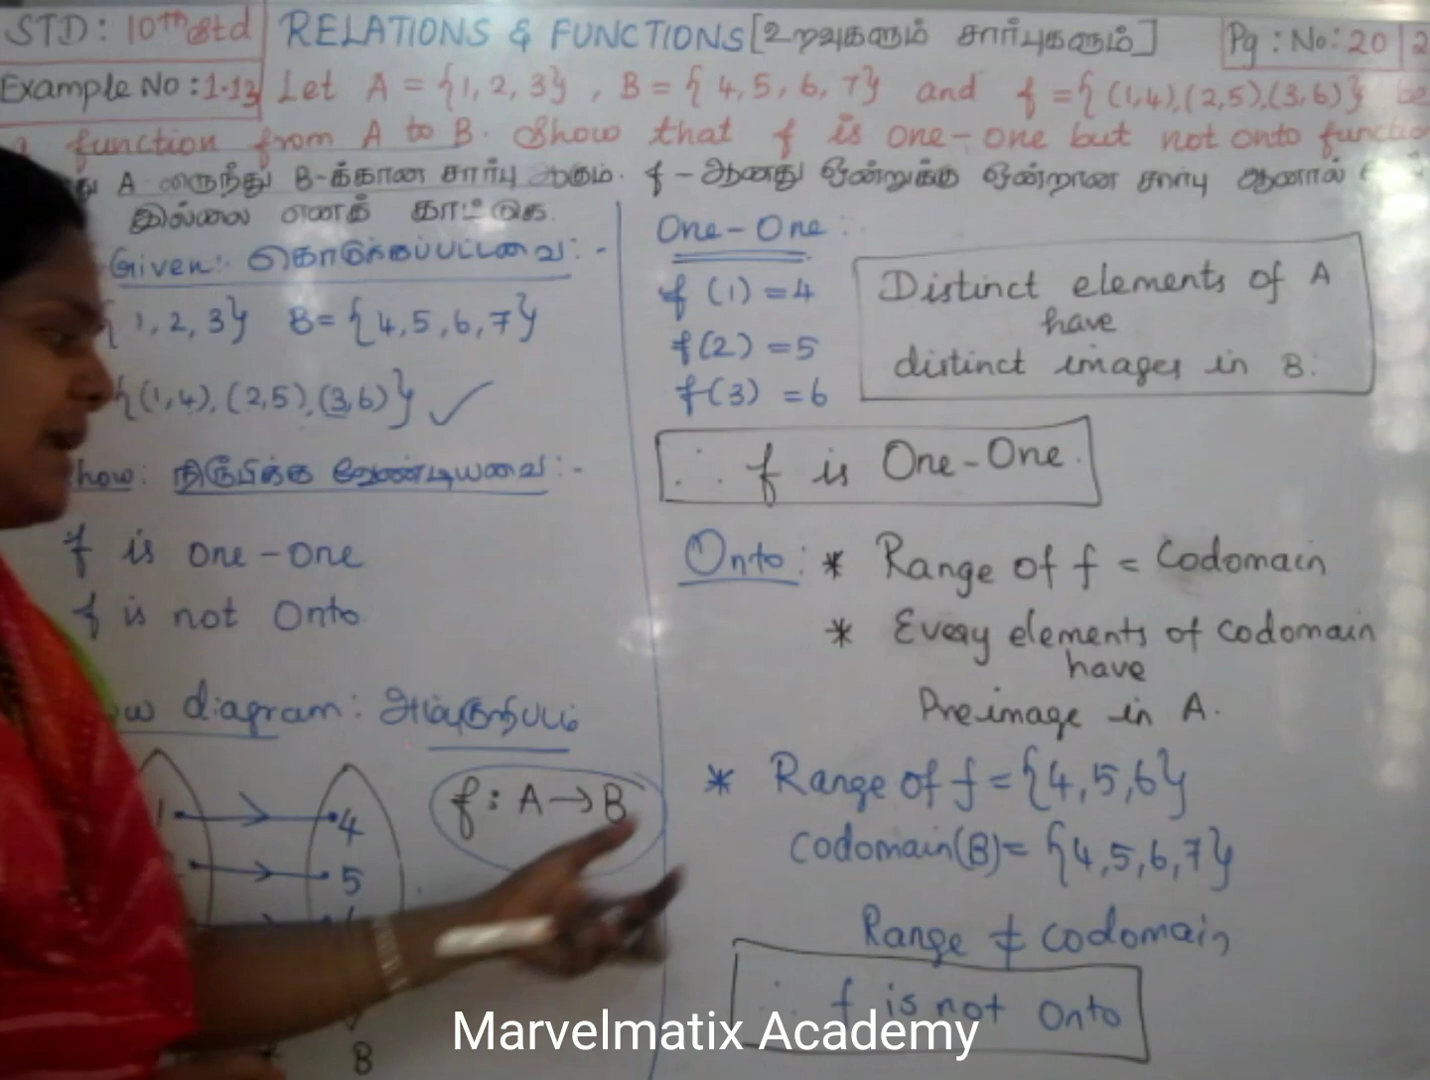 STD: 10th Std RELATIONS & FUNCTIONS [உறவுகளும் சார்புகளும்] Pg: No: 20 | 2
Example No: 1.13 Let A = {1, 2, 3}, B = {4, 5, 6, 7} and f = {(1,4),(2,5),(3,6)} be
a function from A to B. Show that f is one-one but not onto function
A லிருந்து B-க்கான சார்பு ஆகும். f - ஆனது ஒன்றுக்கு ஒன்றான சார்பு ஆனால்
இல்லை எனக் காட்டுக.
Given: கொடுக்கப்பட்டவை: -
{1, 2, 3} B = {4, 5, 6, 7}
{(1,4), (2,5), (3,6)} ✓
how: நிரூபிக்க வேண்டியவை: -
f is one-one
f is not Onto
ow diagram: அம்புகுறிபடம்
1 4
5
f: A → B
B
One-One:
f(1) = 4
f(2) = 5
f(3) = 6
Distinct elements of A
have
distinct images in B.
∴ f is One-One.
Onto: * Range of f = Codomain
* Every elements of codomain
have
Preimage in A.
* Range of f = {4,5,6}
codomain(B) = {4,5,6,7}
Range ≠ codomain
∴ f is not Onto
Marvelmatix Academy